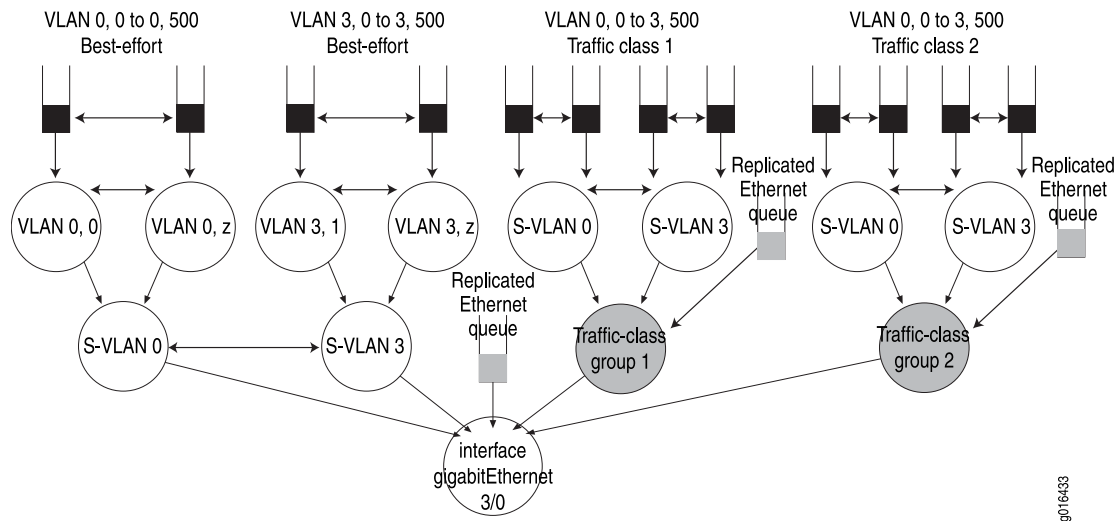 VLAN 0, 0 to 0, 500
Best-effort
VLAN 3, 0 to 3, 500
Best-effort
VLAN 0, 0 to 3, 500
Traffic class 1
VLAN 0, 0 to 3, 500
Traffic class 2
Replicated
Ethernet
queue
Replicated
Ethernet
queue
VLAN 0, 0
VLAN 0, z
VLAN 3, 1
VLAN 3, z
S-VLAN 0
S-VLAN 3
S-VLAN 0
S-VLAN 3
Replicated
Ethernet
queue
S-VLAN 0
S-VLAN 3
Traffic-class
group 1
Traffic-class
group 2
interface
gigabitEthernet
3/0
g016433